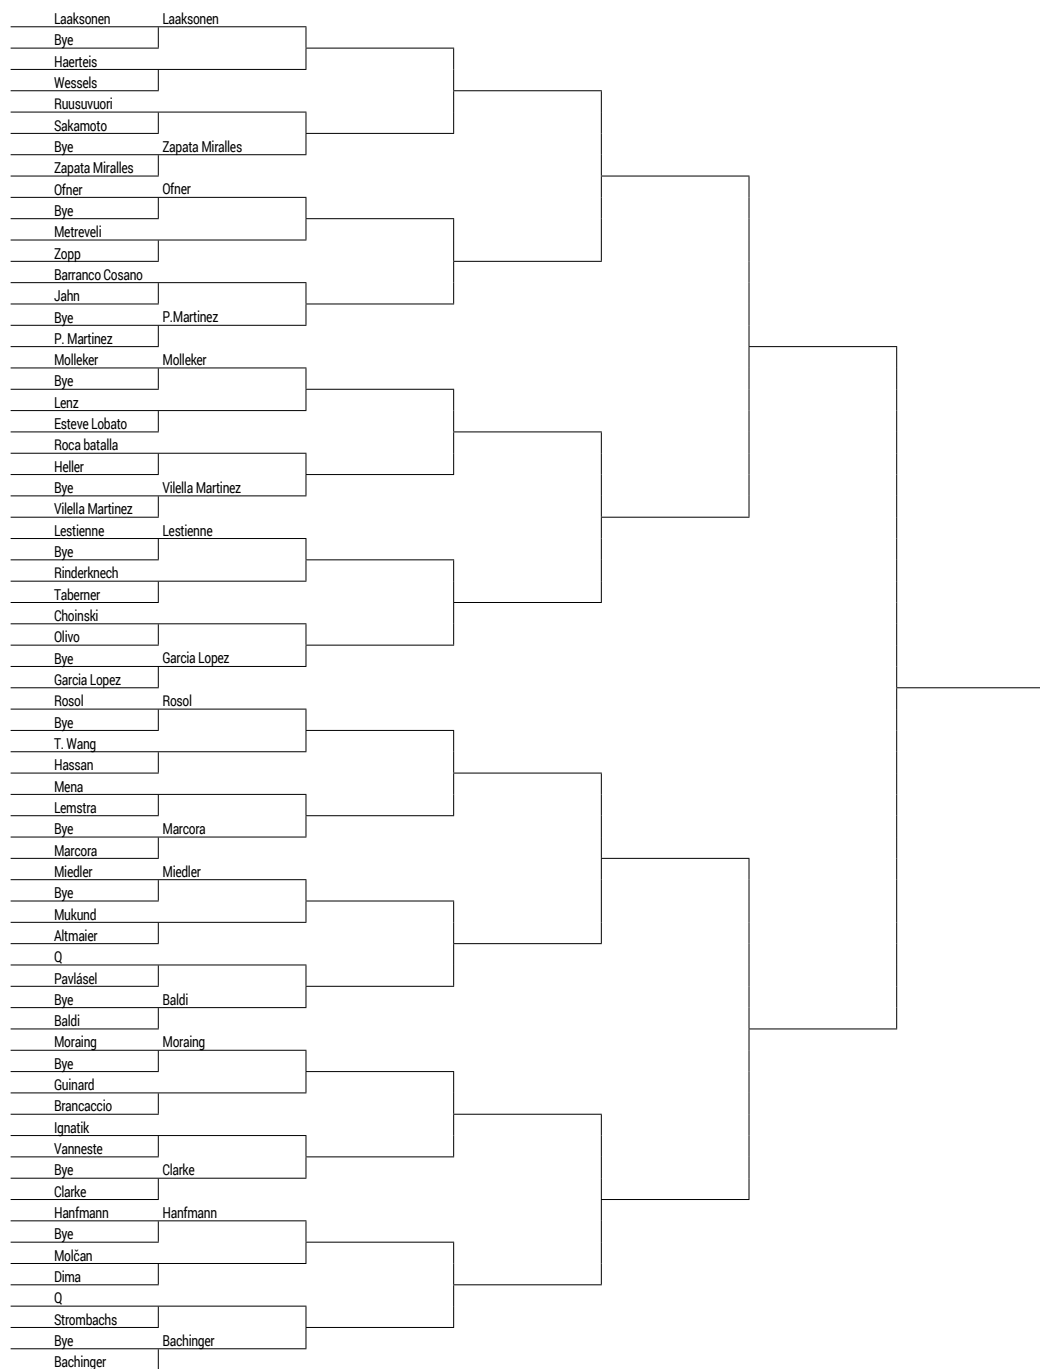 Laaksonen Laaksonen
Bye
Haerteis
Wessels
Ruusuvuori
Sakamoto
Bye Zapata Miralles
Zapata Miralles
Ofner Ofner
Bye
Metreveli
Zopp
Barranco Cosano
Jahn
Bye P.Martinez
P. Martinez
Molleker Molleker
Bye
Lenz
Esteve Lobato
Roca batalla
Heller
Bye Vilella Martinez
Vilella Martinez
Lestienne Lestienne
Bye
Rinderknech
Taberner
Choinski
Olivo
Bye Garcia Lopez
Garcia Lopez
Rosol Rosol
Bye
T. Wang
Hassan
Mena
Lemstra
Bye Marcora
Marcora
Miedler Miedler
Bye
Mukund
Altmaier
Q
Pavlásel
Bye Baldi
Baldi
Moraing Moraing
Bye
Guinard
Brancaccio
Ignatik
Vanneste
Bye Clarke
Clarke
Hanfmann Hanfmann
Bye
Molčan
Dima
Q
Strombachs
Bye Bachinger
Bachinger